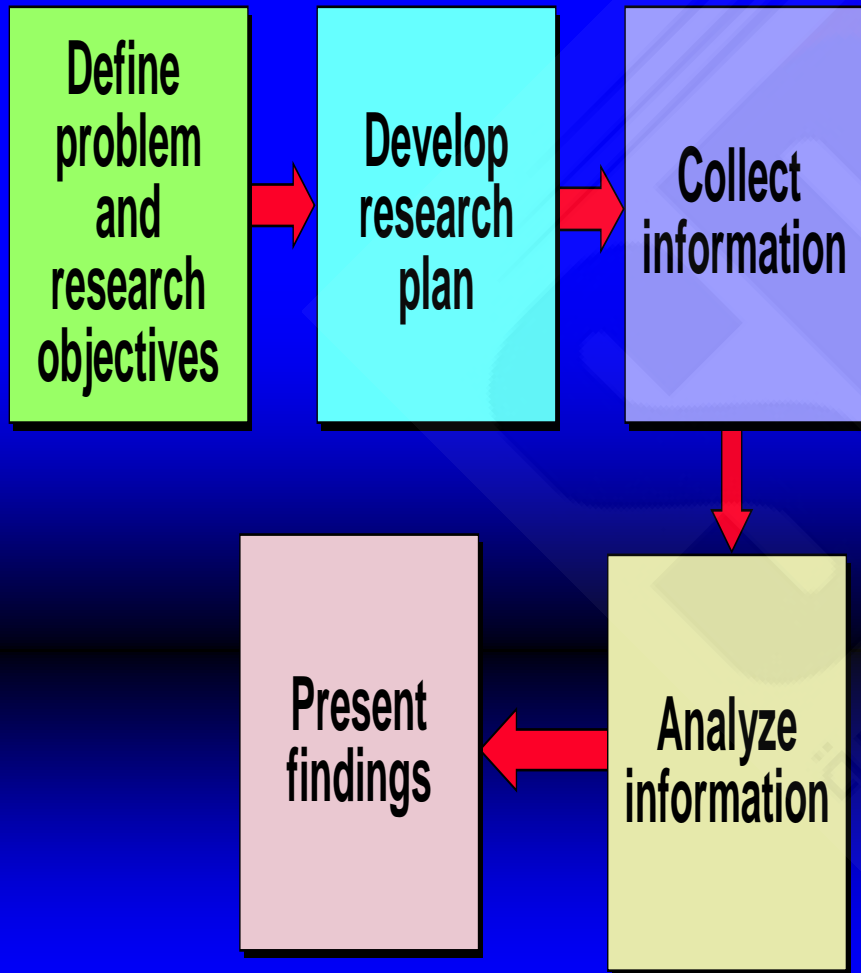 Define
problem
and
research
objectives
Develop
research
plan
Collect
information
Analyze
information
Present
findings